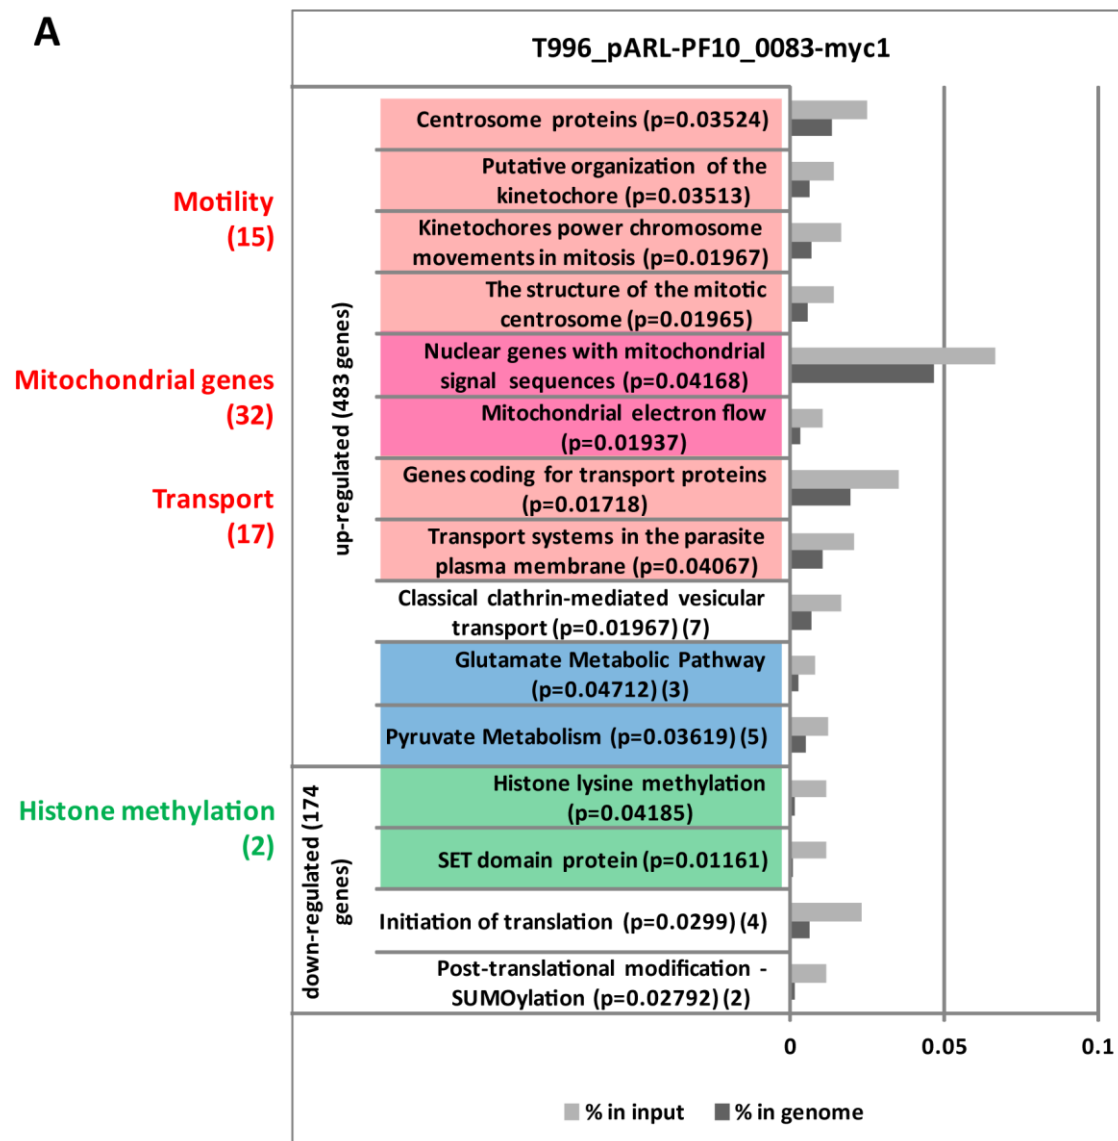 A
T996_pARL-PF10_0083-myc1
Motility
(15)
Mitochondrial genes
(32)
Transport
(17)
Histone methylation
(2)
up-regulated (483 genes)
down-regulated (174
genes)
Centrosome proteins (p=0.03524)
Putative organization of the
kinetochore (p=0.03513)
Kinetochores power chromosome
movements in mitosis (p=0.01967)
The structure of the mitotic
centrosome (p=0.01965)
Nuclear genes with mitochondrial
signal sequences (p=0.04168)
Mitochondrial electron flow
(p=0.01937)
Genes coding for transport proteins
(p=0.01718)
Transport systems in the parasite
plasma membrane (p=0.04067)
Classical clathrin-mediated vesicular
transport (p=0.01967) (7)
Glutamate Metabolic Pathway
(p=0.04712) (3)
Pyruvate Metabolism (p=0.03619) (5)
Histone lysine methylation
(p=0.04185)
SET domain protein (p=0.01161)
Initiation of translation (p=0.0299) (4)
Post-translational modification -
SUMOylation (p=0.02792) (2)
0 0.05 0.1
% in input % in genome